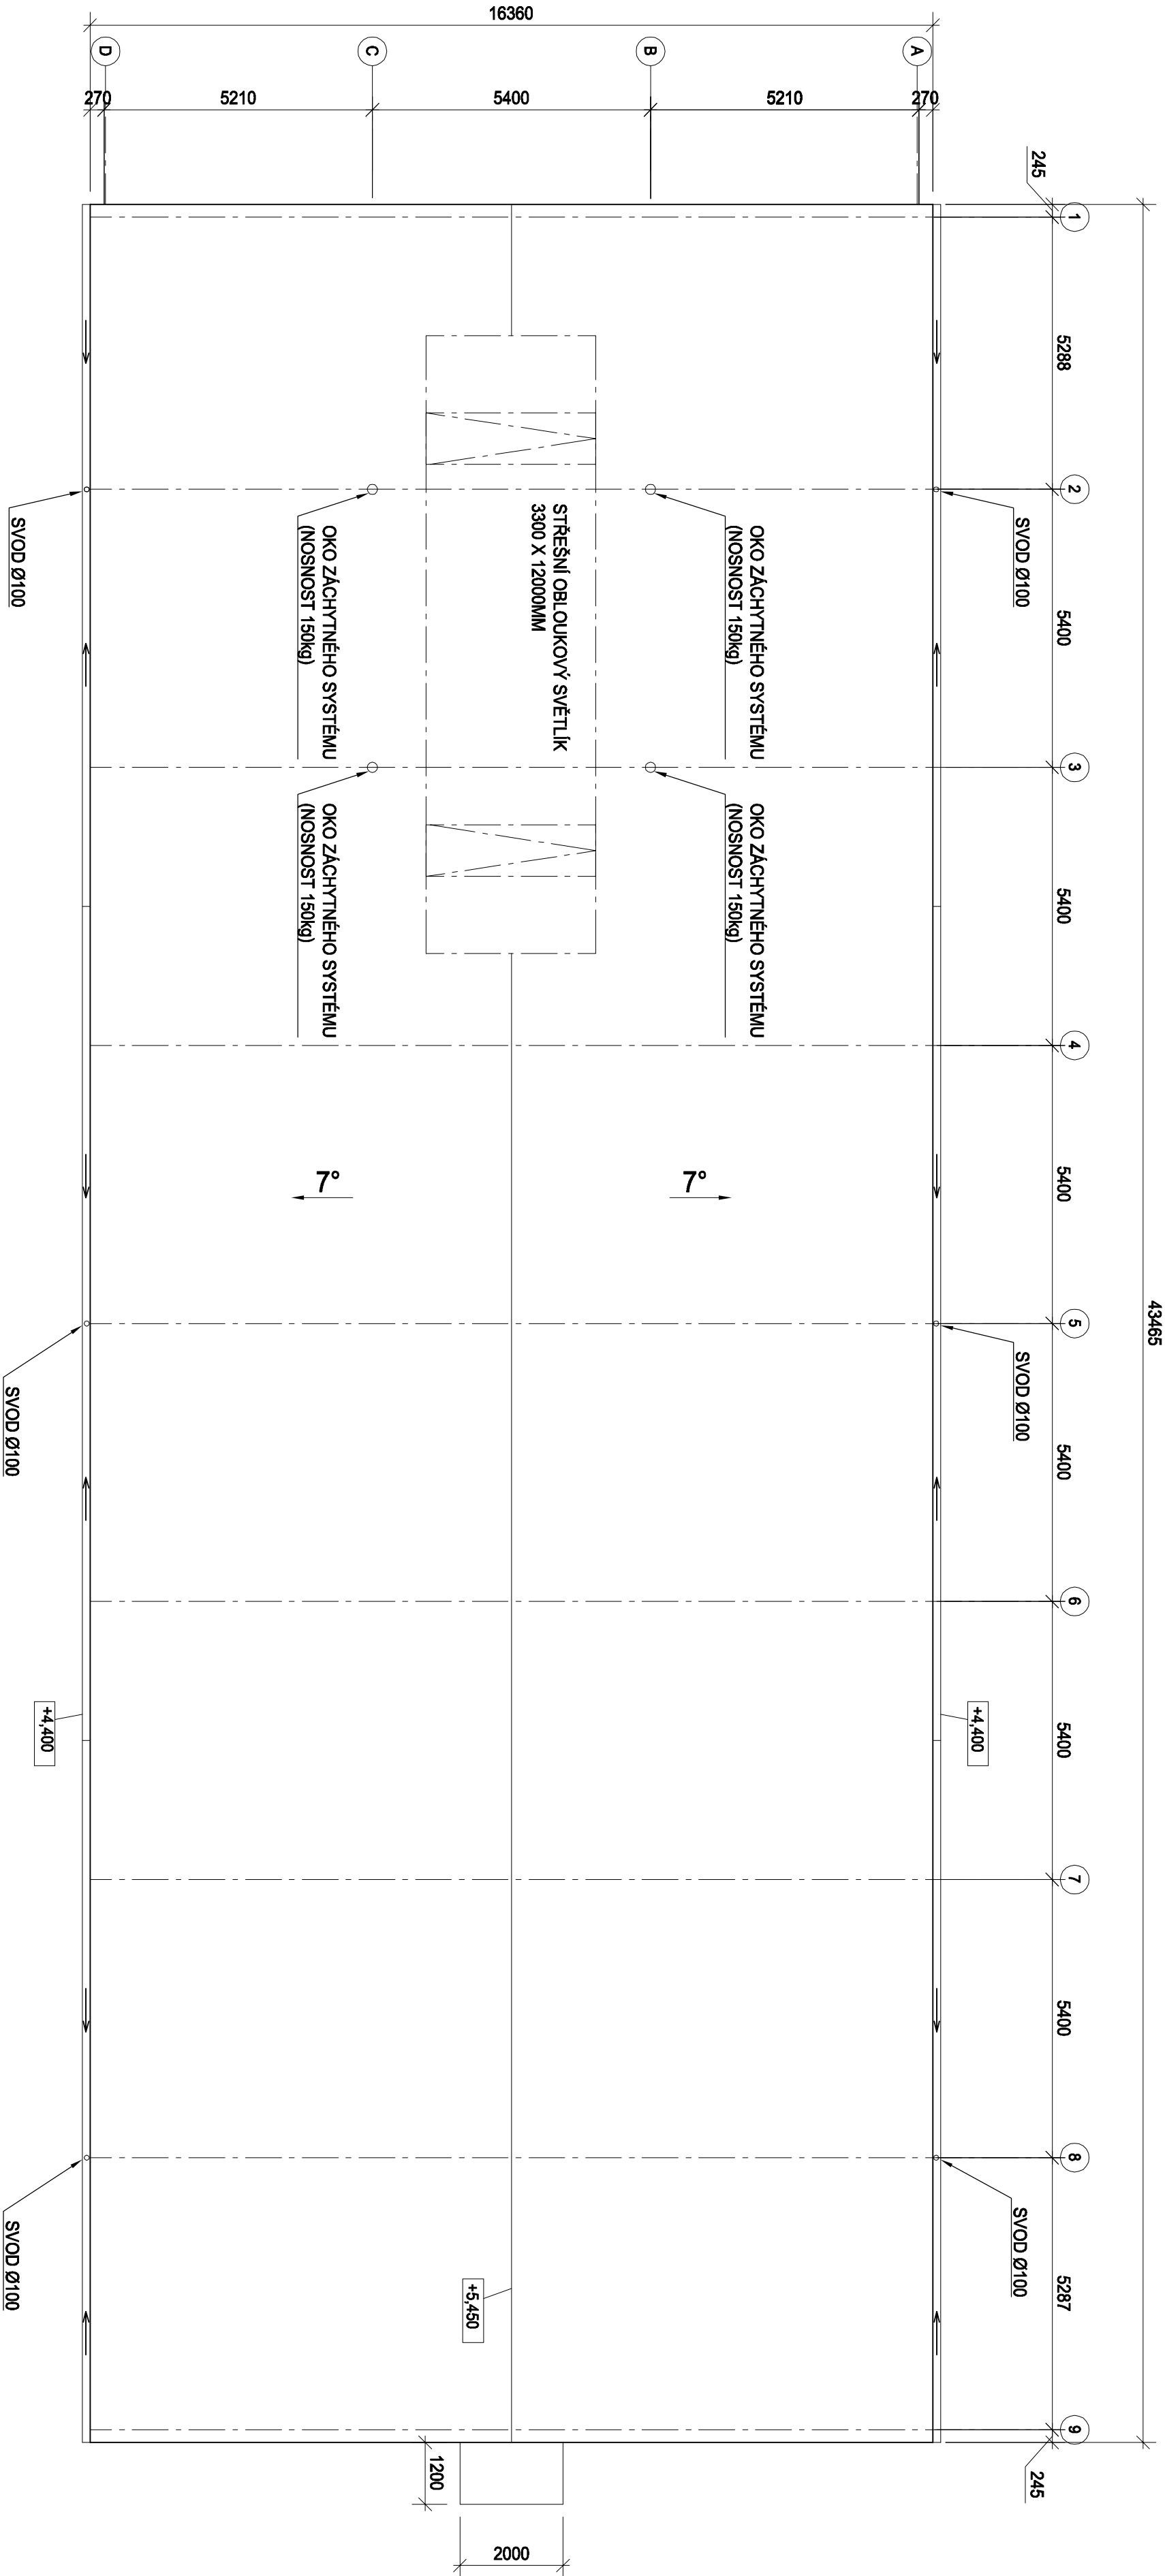 43465
245
5288
5400
5400
5400
5400
5400
5400
5287
245
1
2
3
4
5
6
7
8
9
SVOD Ø100
SVOD Ø100
SVOD Ø100
+4,400
16360
270
5210
5400
5210
270
A
B
C
D
OKO ZÁCHYTNÉHO SYSTÉMU
(NOSNOST 150kg)
OKO ZÁCHYTNÉHO SYSTÉMU
(NOSNOST 150kg)
7°
STŘEŠNÍ OBLOUKOVÝ SVĚTLÍK
3300 X 12000MM
+5,450
2000
1200
OKO ZÁCHYTNÉHO SYSTÉMU
(NOSNOST 150kg)
OKO ZÁCHYTNÉHO SYSTÉMU
(NOSNOST 150kg)
7°
+4,400
SVOD Ø100
SVOD Ø100
SVOD Ø100